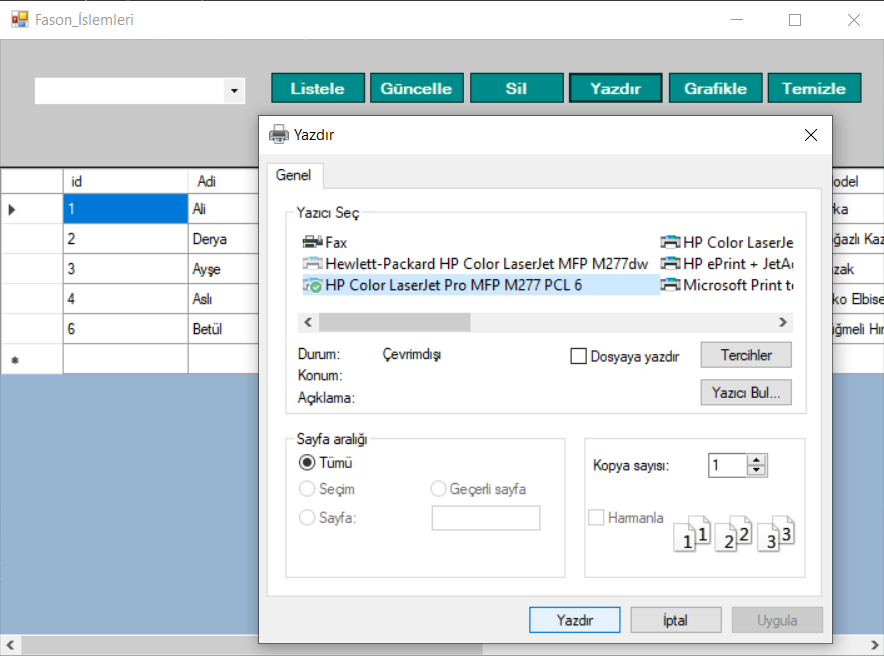 Fason_İslemleri
Listele Güncelle Sil Yazdır Grafikle Temizle
Yazdır
Genel
id Adi odel
Yazıcı Seç
1 Ali ka
Fax HP Color LaserJe
2 Derya ğazlı Kaz
Hewlett-Packard HP Color LaserJet MFP M277dw HP ePrint + JetA
3 Ayşe zak
HP Color LaserJet Pro MFP M277 PCL 6 Microsoft Print to
4 Aslı ko Elbise
6 Betül ğmeli Hır
Durum: Çevrimdışı Dosyaya yazdır Tercihler
Konum:
Açıklama: Yazıcı Bul...
Sayfa aralığı
Tümü Kopya sayısı: 1
Seçim Geçerli sayfa
Sayfa: Harmanla 1 1 2 2 3 3
Yazdır İptal Uygula